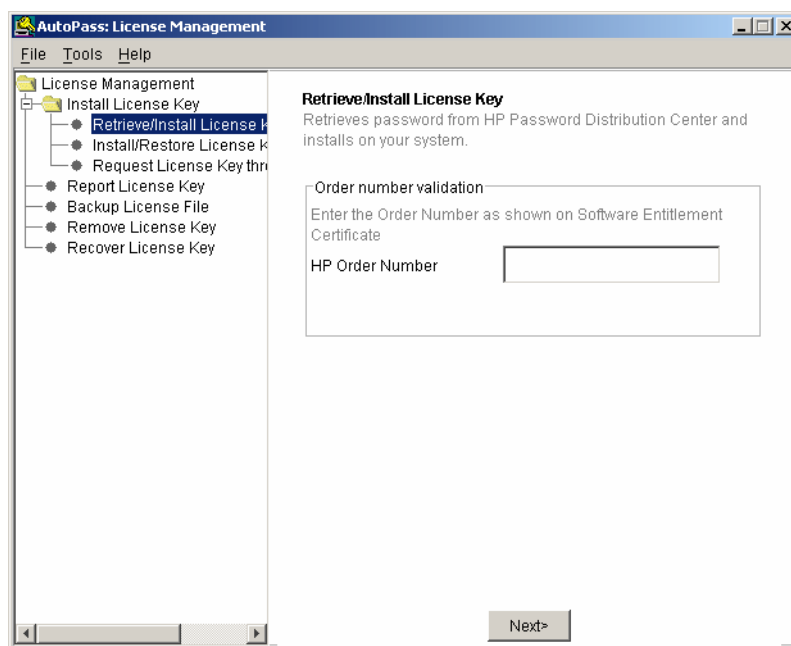 AutoPass: License Management
File Tools Help
License Management
Install License Key
Retrieve/Install License K
Install/Restore License K
Request License Key thr
Report License Key
Backup License File
Remove License Key
Recover License Key
Retrieve/Install License Key
Retrieves password from HP Password Distribution Center and
installs on your system.
Order number validation
Enter the Order Number as shown on Software Entitlement
Certificate
HP Order Number
Next>